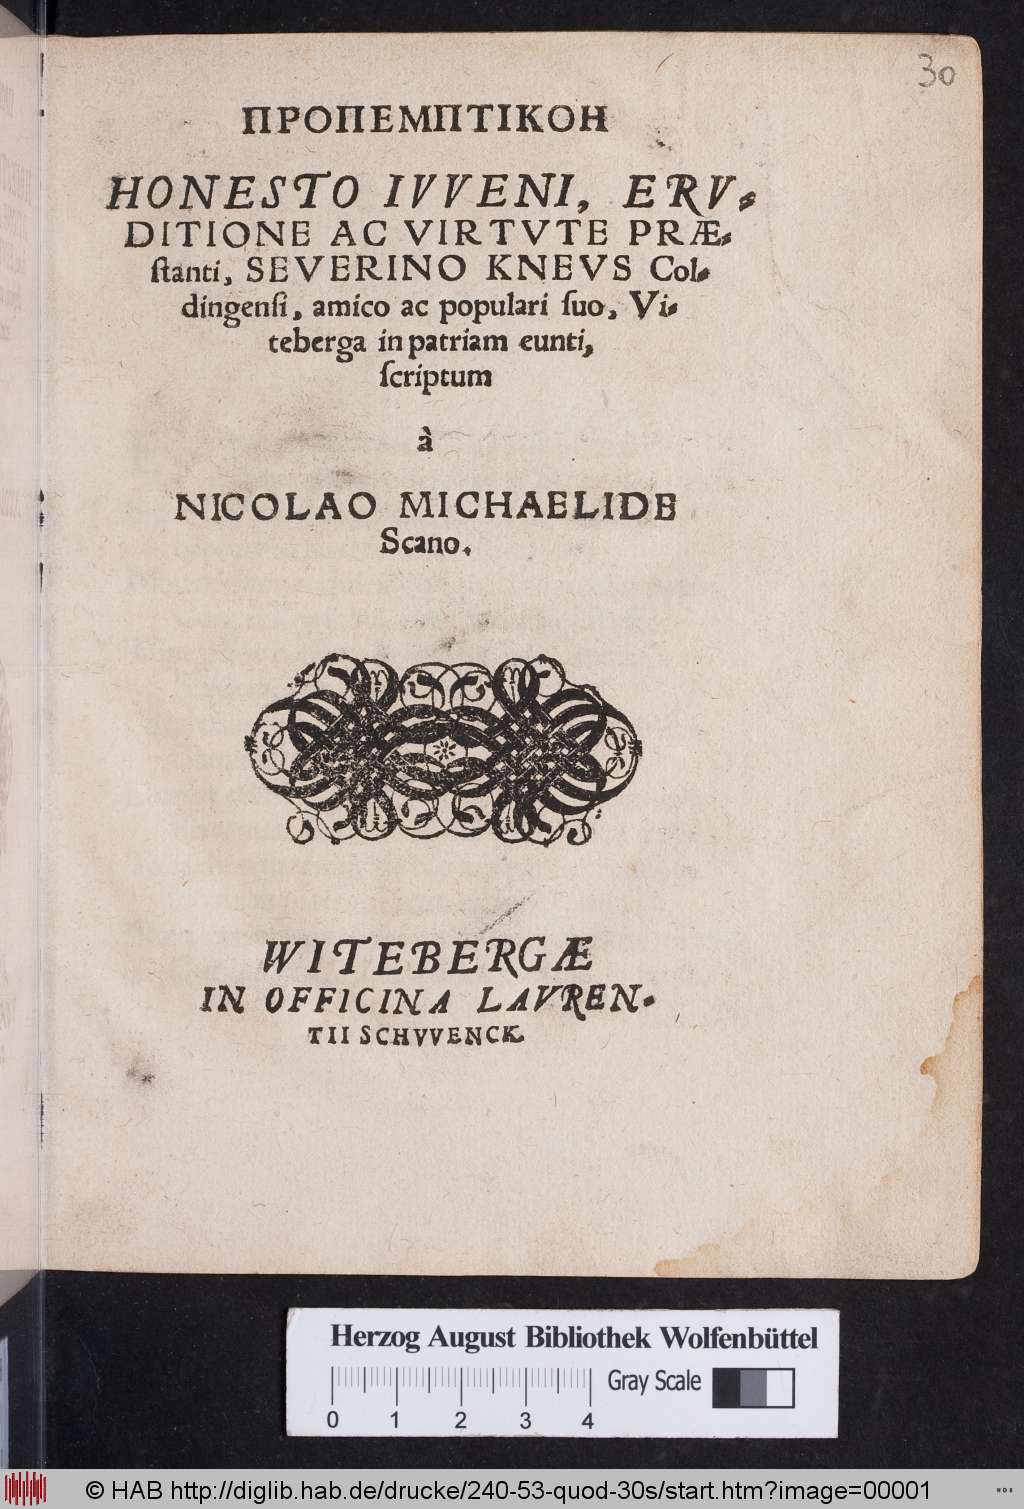 30
ΠΡΟΠΕΜΠΤΙΚΟΗ
HONESTO IVVENI, ERV⸗
DITIONE AC VIRTVTE PRÆ⸗
ſtanti, SEVERINO KNEVS Col⸗
dingenſi, amico ac populari ſuo, Vi⸗
teberga in patriam eunti,
ſcriptum
à
NICOLAO MICHAELIDE
Scano.
WITEBERGÆ
IN OFFICINA LAVREN⸗
TII SCHVVENCK.
Herzog August Bibliothek Wolfenbüttel
Gray Scale
0 1 2 3 4
© HAB http://diglib.hab.de/drucke/240-53-quod-30s/start.htm?image=00001